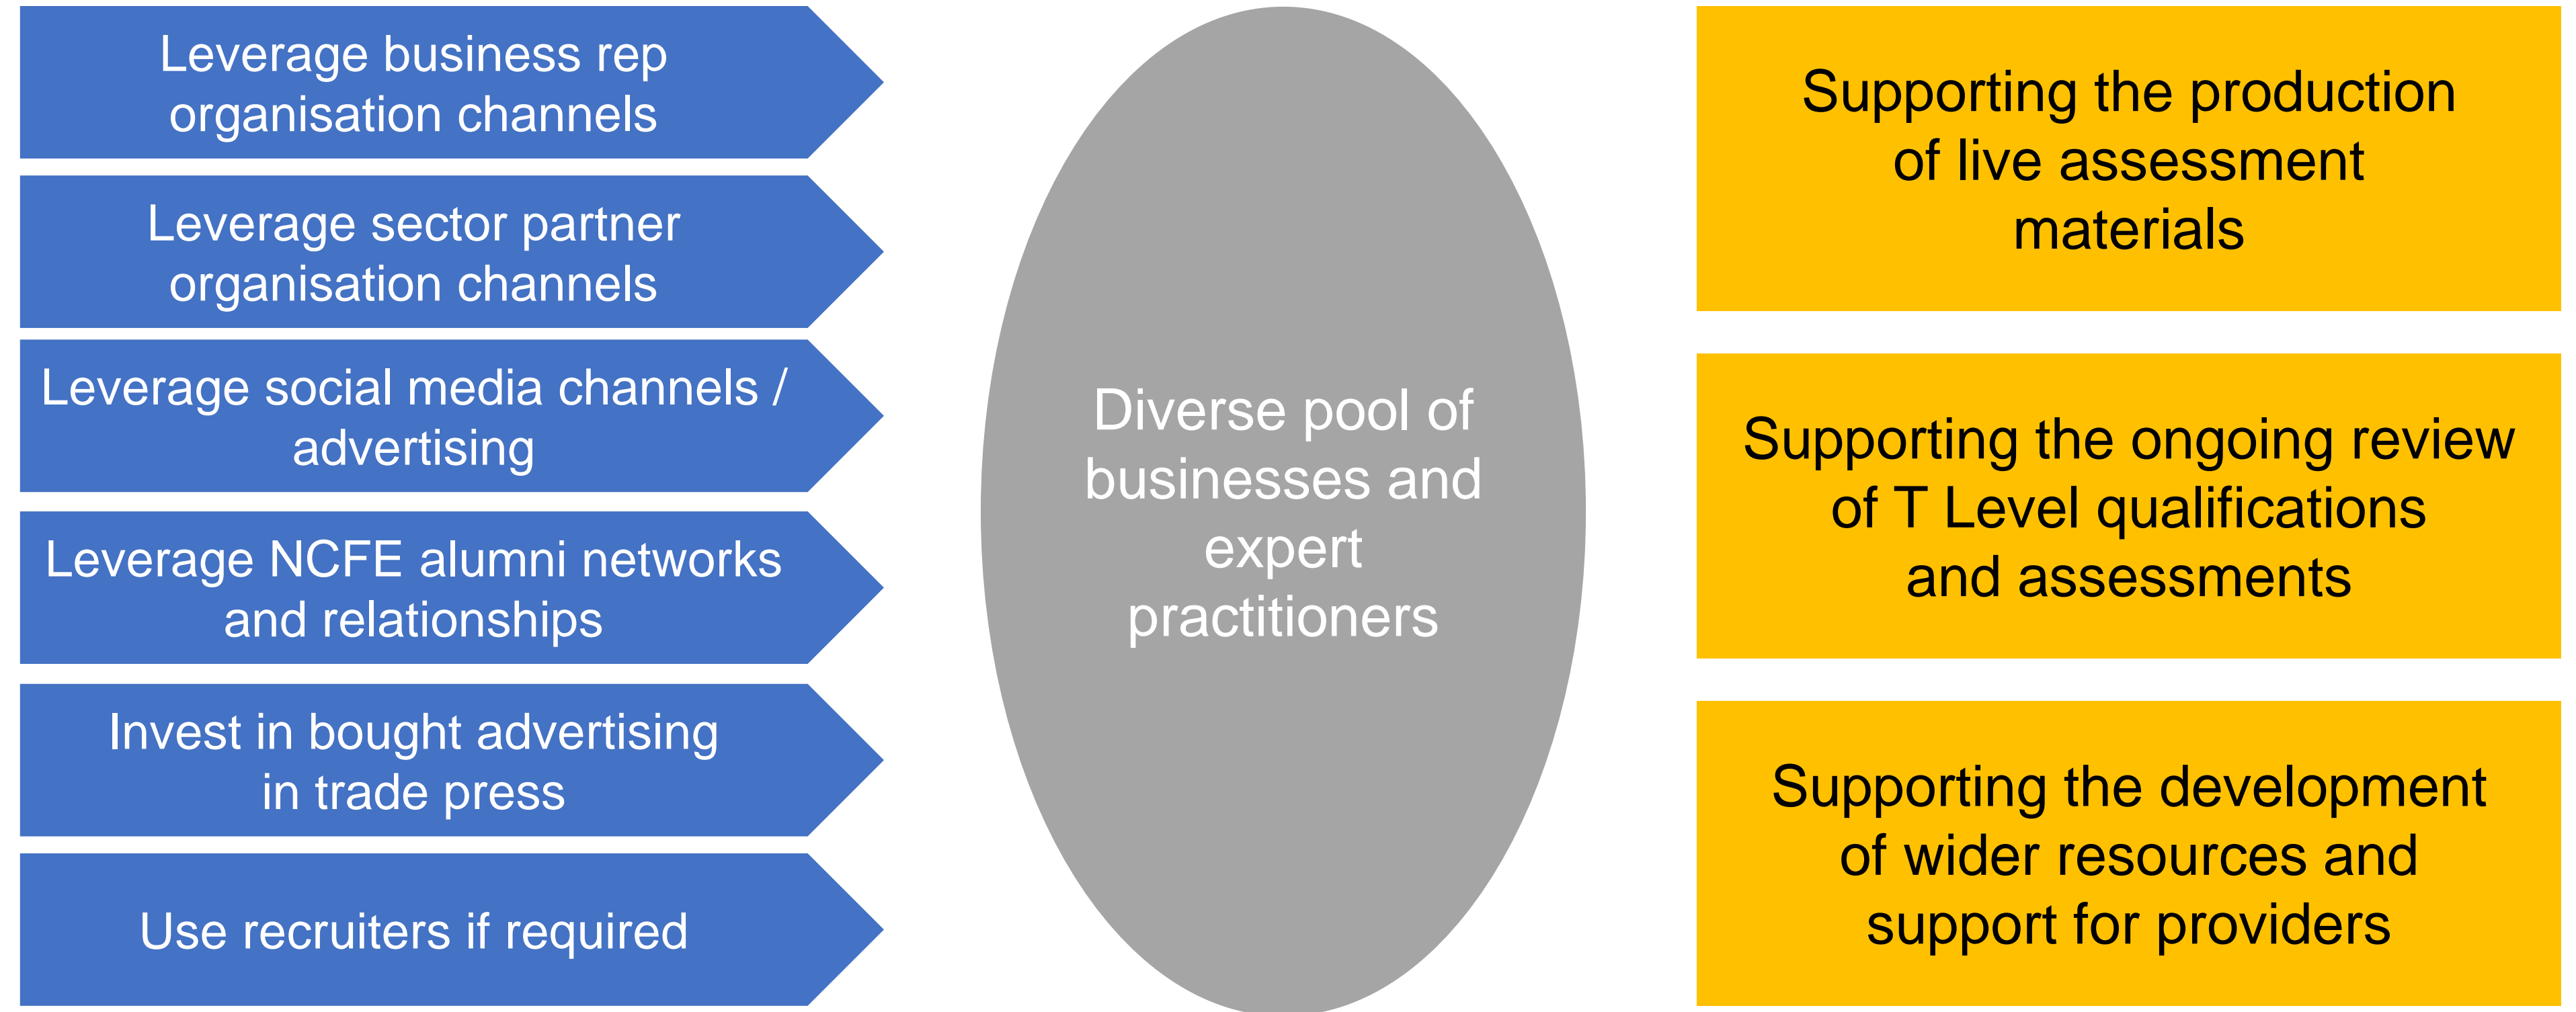 Leverage business rep
organisation channels
Leverage sector partner
organisation channels
Leverage social media channels /
advertising
Leverage NCFE alumni networks
and relationships
Invest in bought advertising
in trade press
Use recruiters if required
Diverse pool of
businesses and
expert
practitioners
Supporting the production
of live assessment
materials
Supporting the ongoing review
of T Level qualifications
and assessments
Supporting the development
of wider resources and
support for providers